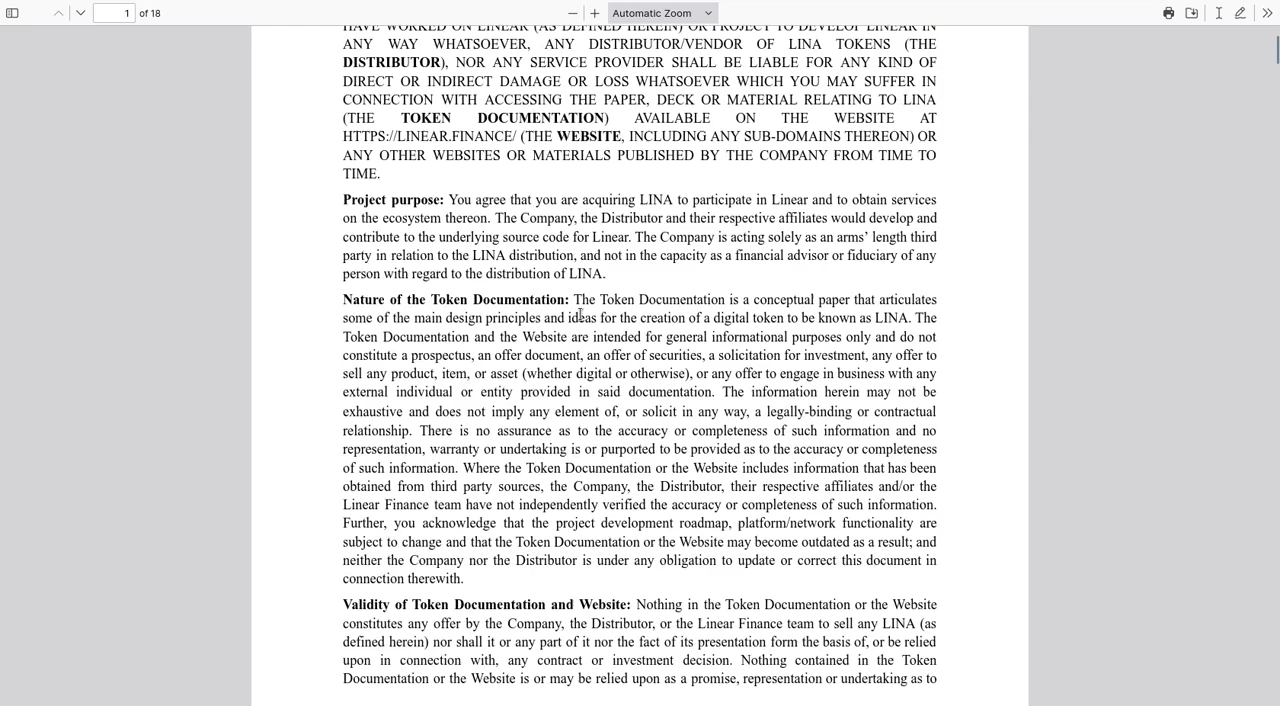 1
of 18
Automatic Zoom
HAVE WORKED ON LINEAR (AS DEFINED HEREIN) OR PROJECT TO DEVELOP LINEAR IN
ANY WAY WHATSOEVER, ANY DISTRIBUTOR/VENDOR OF LINA TOKENS (THE
DISTRIBUTOR), NOR ANY SERVICE PROVIDER SHALL BE LIABLE FOR ANY KIND OF
DIRECT OR INDIRECT DAMAGE OR LOSS WHATSOEVER WHICH YOU MAY SUFFER IN
CONNECTION WITH ACCESSING THE PAPER, DECK OR MATERIAL RELATING TO LINA
(THE TOKEN DOCUMENTATION) AVAILABLE ON THE WEBSITE AT
HTTPS://LINEAR.FINANCE/ (THE WEBSITE, INCLUDING ANY SUB-DOMAINS THEREON) OR
ANY OTHER WEBSITES OR MATERIALS PUBLISHED BY THE COMPANY FROM TIME TO
TIME.
Project purpose: You agree that you are acquiring LINA to participate in Linear and to obtain services
on the ecosystem thereon. The Company, the Distributor and their respective affiliates would develop and
contribute to the underlying source code for Linear. The Company is acting solely as an arms’ length third
party in relation to the LINA distribution, and not in the capacity as a financial advisor or fiduciary of any
person with regard to the distribution of LINA.
Nature of the Token Documentation: The Token Documentation is a conceptual paper that articulates
some of the main design principles and ideas for the creation of a digital token to be known as LINA. The
Token Documentation and the Website are intended for general informational purposes only and do not
constitute a prospectus, an offer document, an offer of securities, a solicitation for investment, any offer to
sell any product, item, or asset (whether digital or otherwise), or any offer to engage in business with any
external individual or entity provided in said documentation. The information herein may not be
exhaustive and does not imply any element of, or solicit in any way, a legally-binding or contractual
relationship. There is no assurance as to the accuracy or completeness of such information and no
representation, warranty or undertaking is or purported to be provided as to the accuracy or completeness
of such information. Where the Token Documentation or the Website includes information that has been
obtained from third party sources, the Company, the Distributor, their respective affiliates and/or the
Linear Finance team have not independently verified the accuracy or completeness of such information.
Further, you acknowledge that the project development roadmap, platform/network functionality are
subject to change and that the Token Documentation or the Website may become outdated as a result; and
neither the Company nor the Distributor is under any obligation to update or correct this document in
connection therewith.
Validity of Token Documentation and Website: Nothing in the Token Documentation or the Website
constitutes any offer by the Company, the Distributor, or the Linear Finance team to sell any LINA (as
defined herein) nor shall it or any part of it nor the fact of its presentation form the basis of, or be relied
upon in connection with, any contract or investment decision. Nothing contained in the Token
Documentation or the Website is or may be relied upon as a promise, representation or undertaking as to